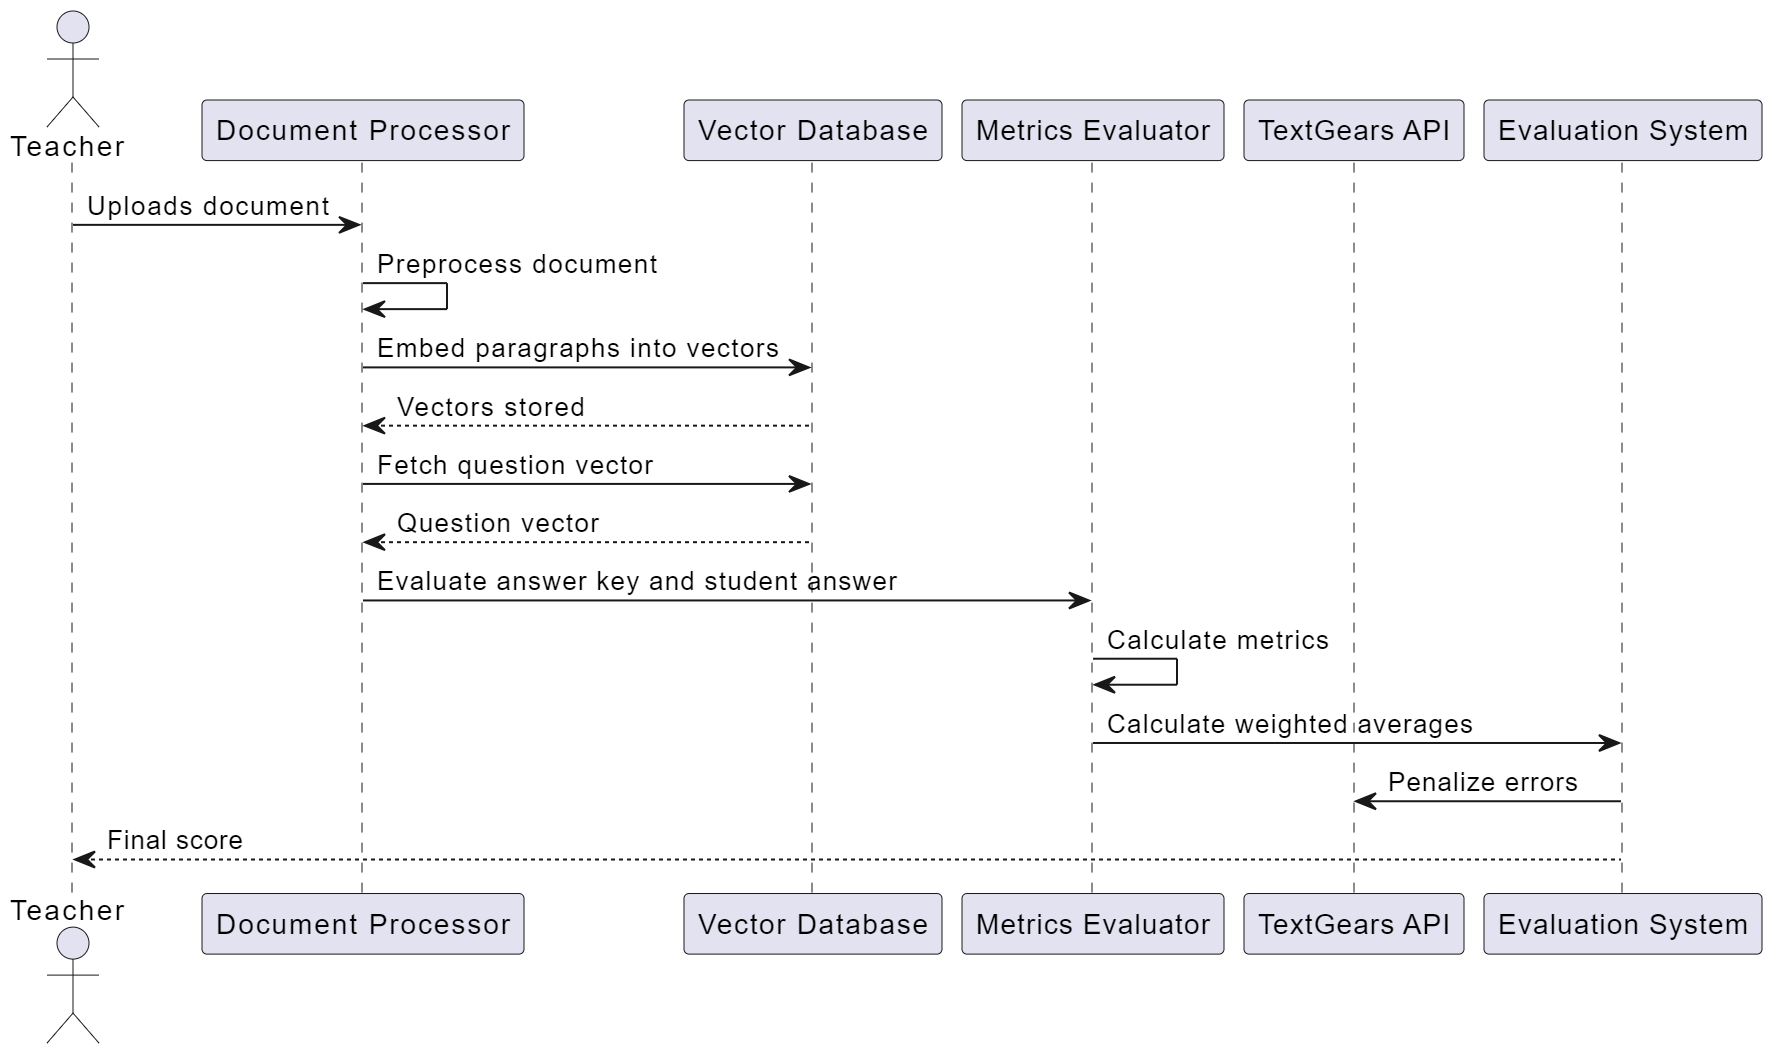 Teacher
Document Processor
Vector Database
Metrics Evaluator
TextGears API
Evaluation System
Uploads document
Preprocess document
Embed paragraphs into vectors
Vectors stored
Fetch question vector
Question vector
Evaluate answer key and student answer
Calculate metrics
Calculate weighted averages
Penalize errors
Final score
Teacher
Document Processor
Vector Database
Metrics Evaluator
TextGears API
Evaluation System